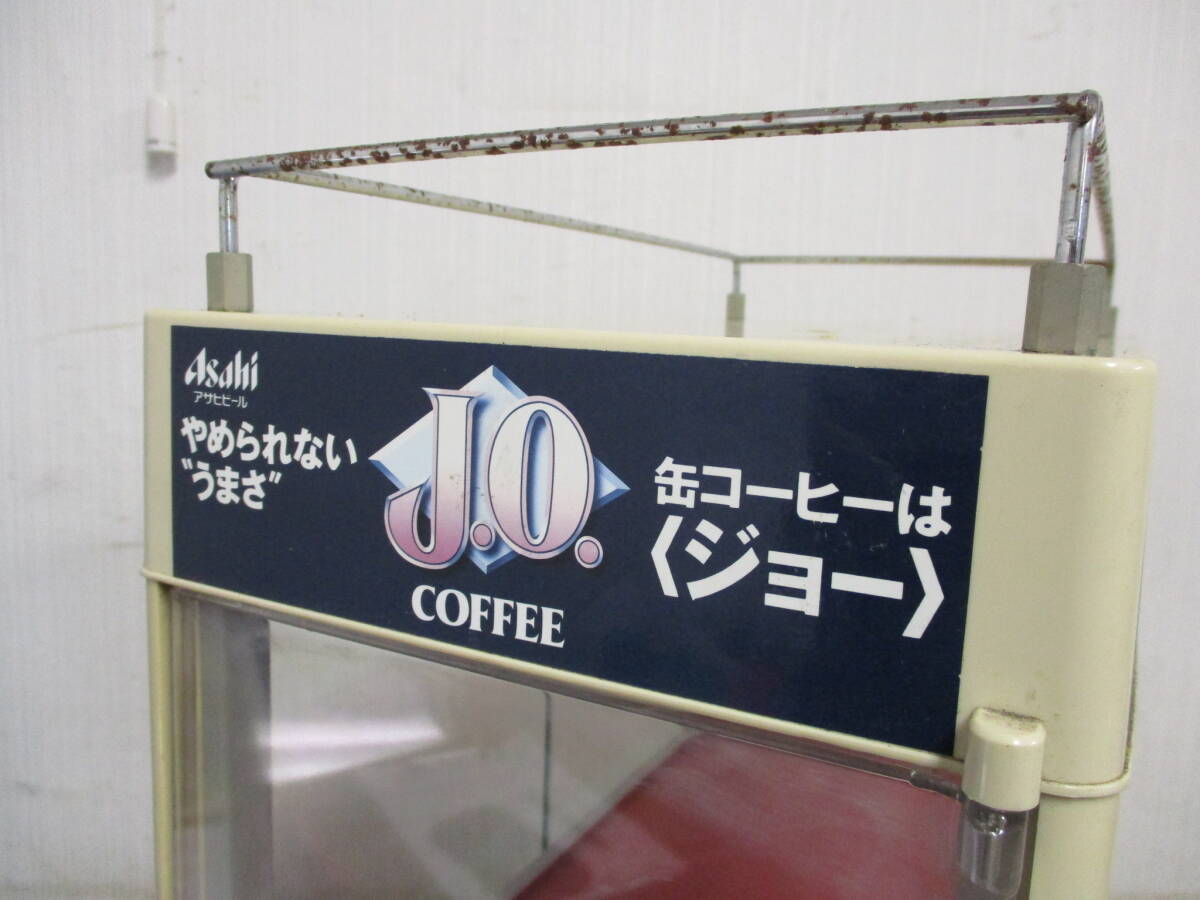 Asahi
アサヒビール
やめられない
"うまさ"
J.O.
COFFEE
缶コーヒーは
〈ジョー〉